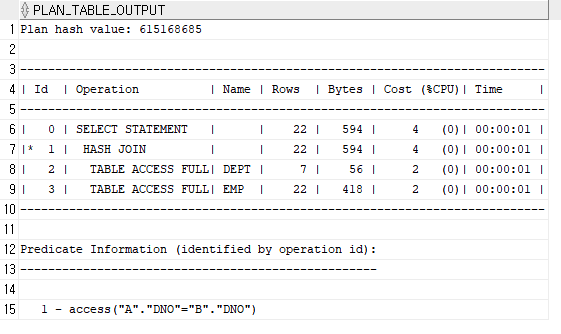 PLAN_TABLE_OUTPUT
1 Plan hash value: 615168685
2
3 ---------------------------------------------------------------------------
4 | Id  | Operation          | Name | Rows  | Bytes | Cost (%CPU)| Time     |
5 ---------------------------------------------------------------------------
6 |   0 | SELECT STATEMENT   |      |    22 |   594 |     4   (0)| 00:00:01 |
7 |*  1 |  HASH JOIN         |      |    22 |   594 |     4   (0)| 00:00:01 |
8 |   2 |   TABLE ACCESS FULL| DEPT |     7 |    56 |     2   (0)| 00:00:01 |
9 |   3 |   TABLE ACCESS FULL| EMP  |    22 |   418 |     2   (0)| 00:00:01 |
10 ---------------------------------------------------------------------------
11
12 Predicate Information (identified by operation id):
13 ---------------------------------------------------
14
15    1 - access("A"."DNO"="B"."DNO")